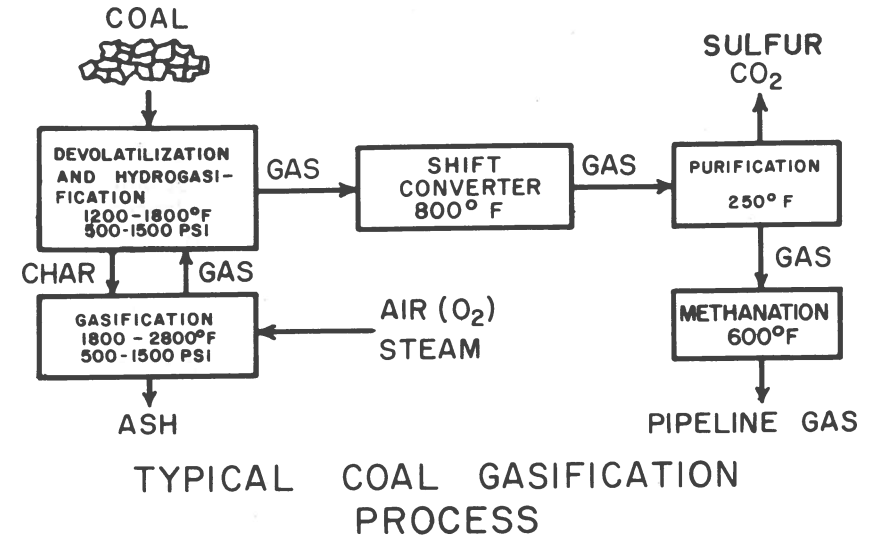 COAL
DEVOLATILIZATION
AND HYDROGASI-
FICATION
1200-1800°F
500-1500 PSI
GAS
SHIFT
CONVERTER
800° F
GAS
SULFUR
CO₂
PURIFICATION
250° F
CHAR
GAS
GASIFICATION
1800-2800°F
500-1500 PSI
AIR (O₂)
STEAM
ASH
GAS
METHANATION
600°F
PIPELINE GAS
TYPICAL COAL GASIFICATION
PROCESS